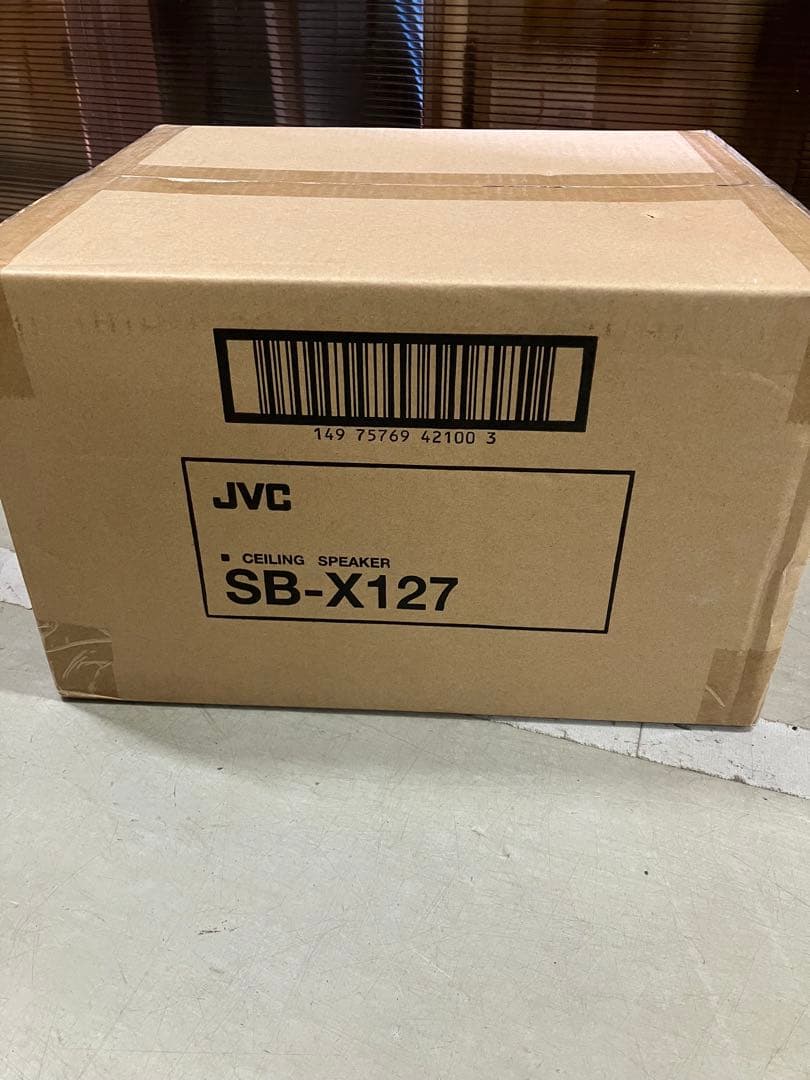 149 75769 42100 3
JVC
■ CEILING SPEAKER
SB-X127